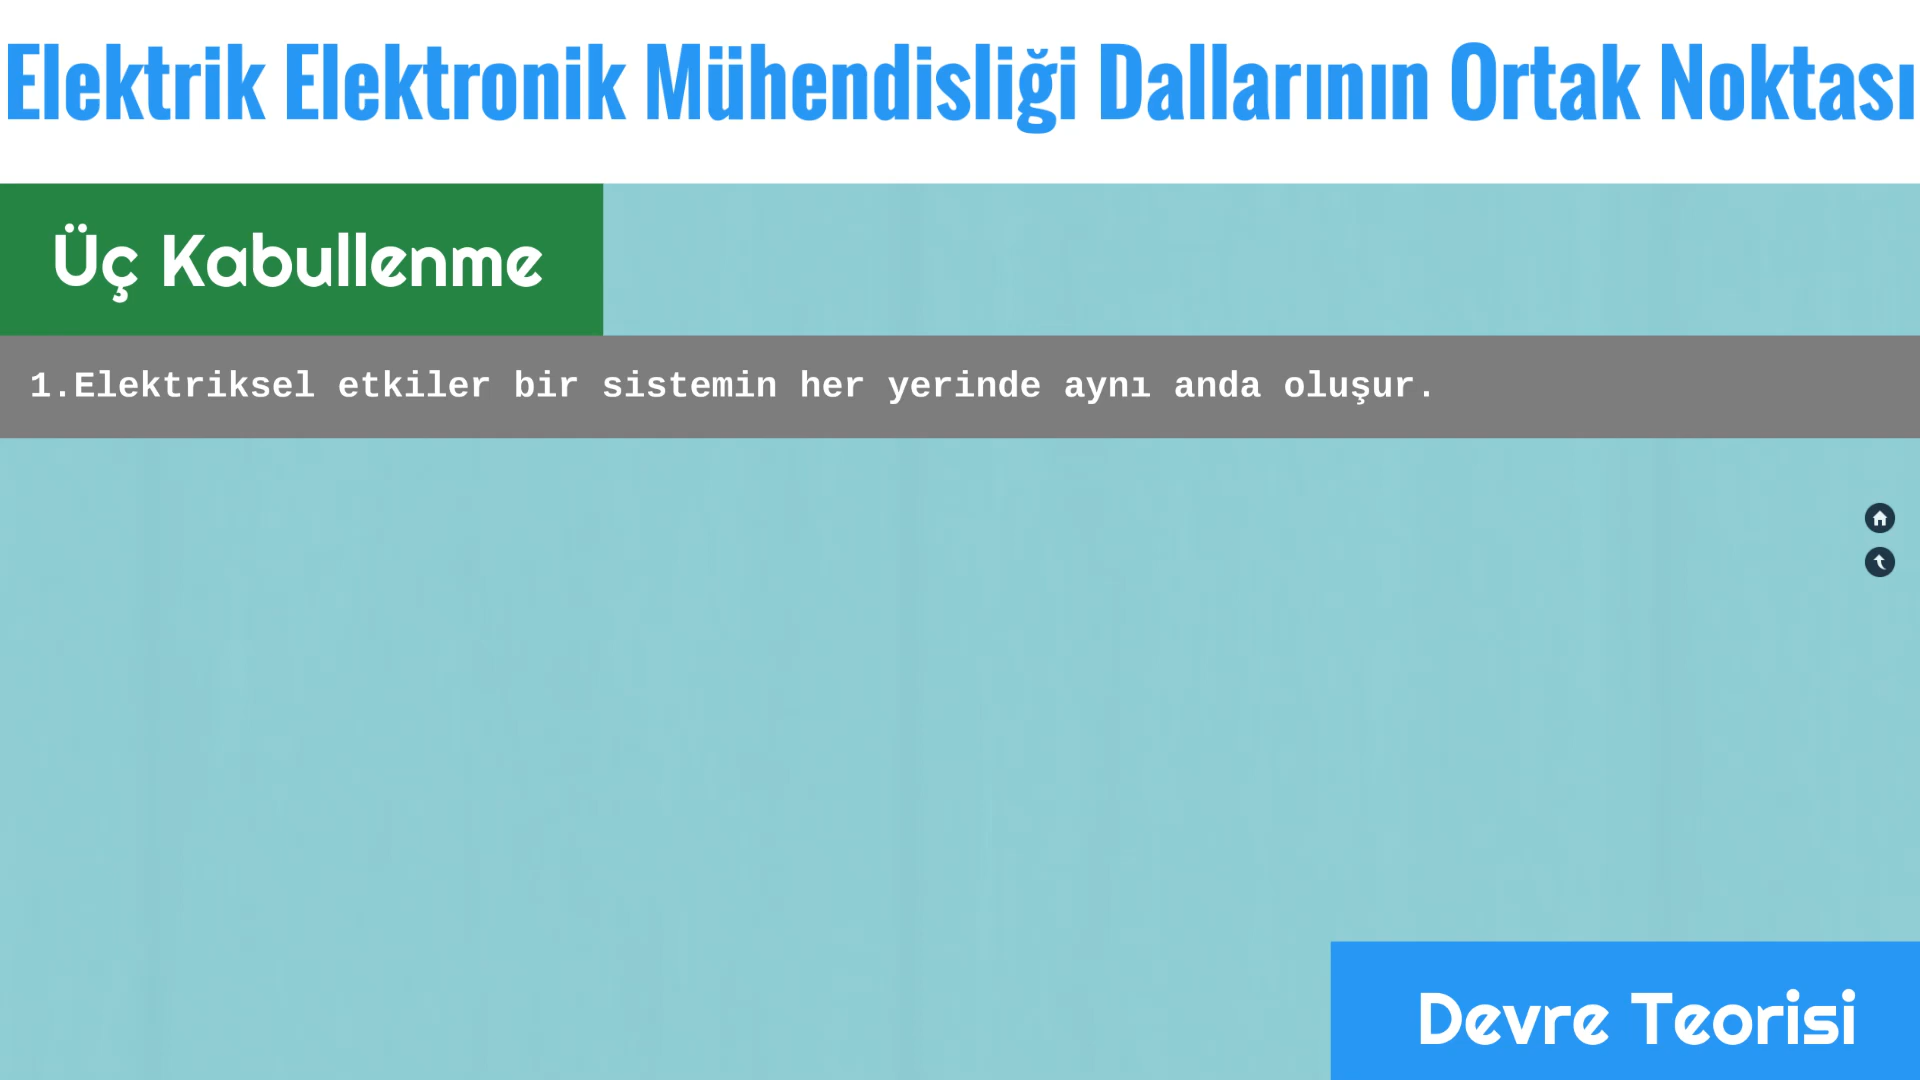 Elektrik Elektronik Mühendisliği Dallarının Ortak Noktası
Üç Kabullenme
1.Elektriksel etkiler bir sistemin her yerinde aynı anda oluşur.
Devre Teorisi